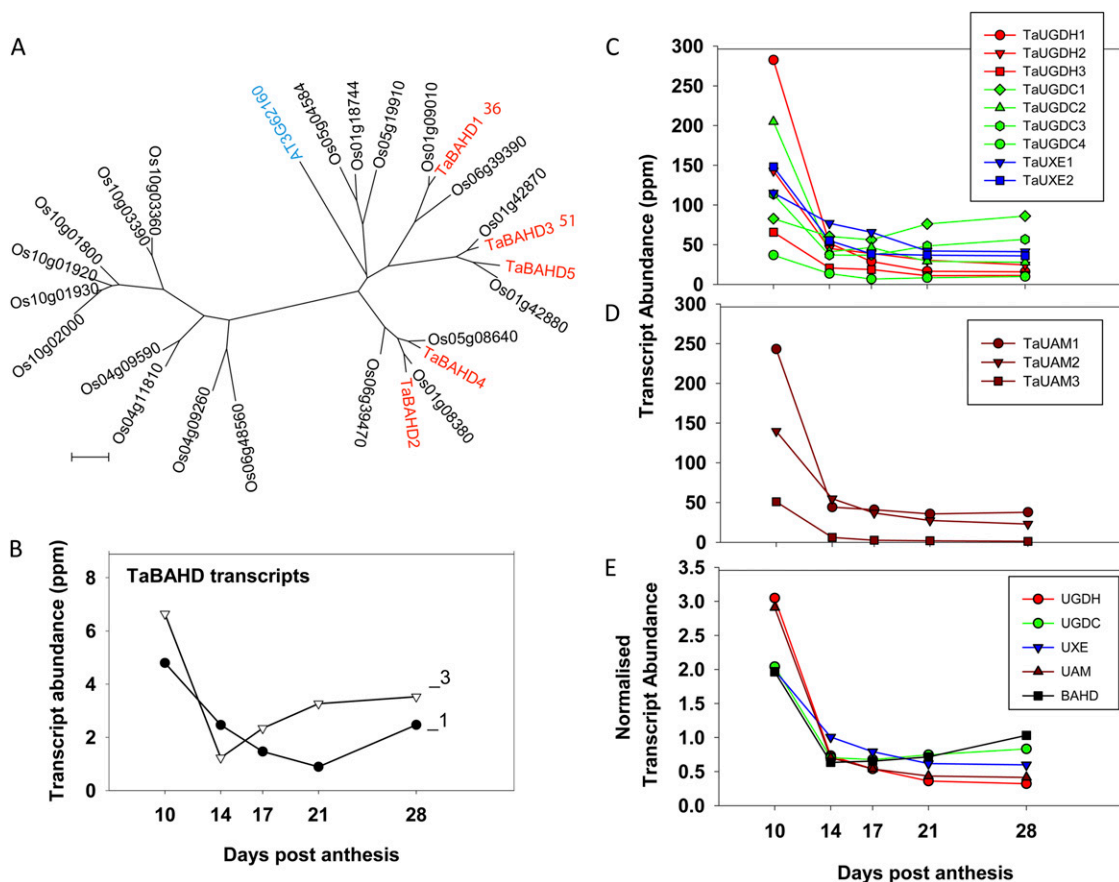 A
AT3G62160
Os05g04584
Os01g18744
Os05g19910
Os01g09010
TaBAHD1 36
Os06g39390
Os01g42870
TaBAHD3 51
TaBAHD5
Os01g42880
Os05g08640
TaBAHD4
Os01g08380
TaBAHD2
Os06g39470
Os06g48560
Os04g09260
Os04g11810
Os04g09590
Os10g02000
Os10g01930
Os10g01920
Os10g01800
Os10g03390
Os10g03360
B
TaBAHD transcripts
Transcript abundance (ppm)
8
6
4
2
0
_3
_1
10 14 17 21 28
Days post anthesis
C
TaUGDH1
TaUGDH2
TaUGDH3
TaUGDC1
TaUGDC2
TaUGDC3
TaUGDC4
TaUXE1
TaUXE2
300
250
200
150
100
50
0
Transcript Abundance (ppm)
D
TaUAM1
TaUAM2
TaUAM3
300
250
200
150
100
50
0
E
UGDH
UGDC
UXE
UAM
BAHD
3.5
3.0
2.5
2.0
1.5
1.0
0.5
0.0
Normalised
Transcript Abundance
10 14 17 21 28
Days post anthesis